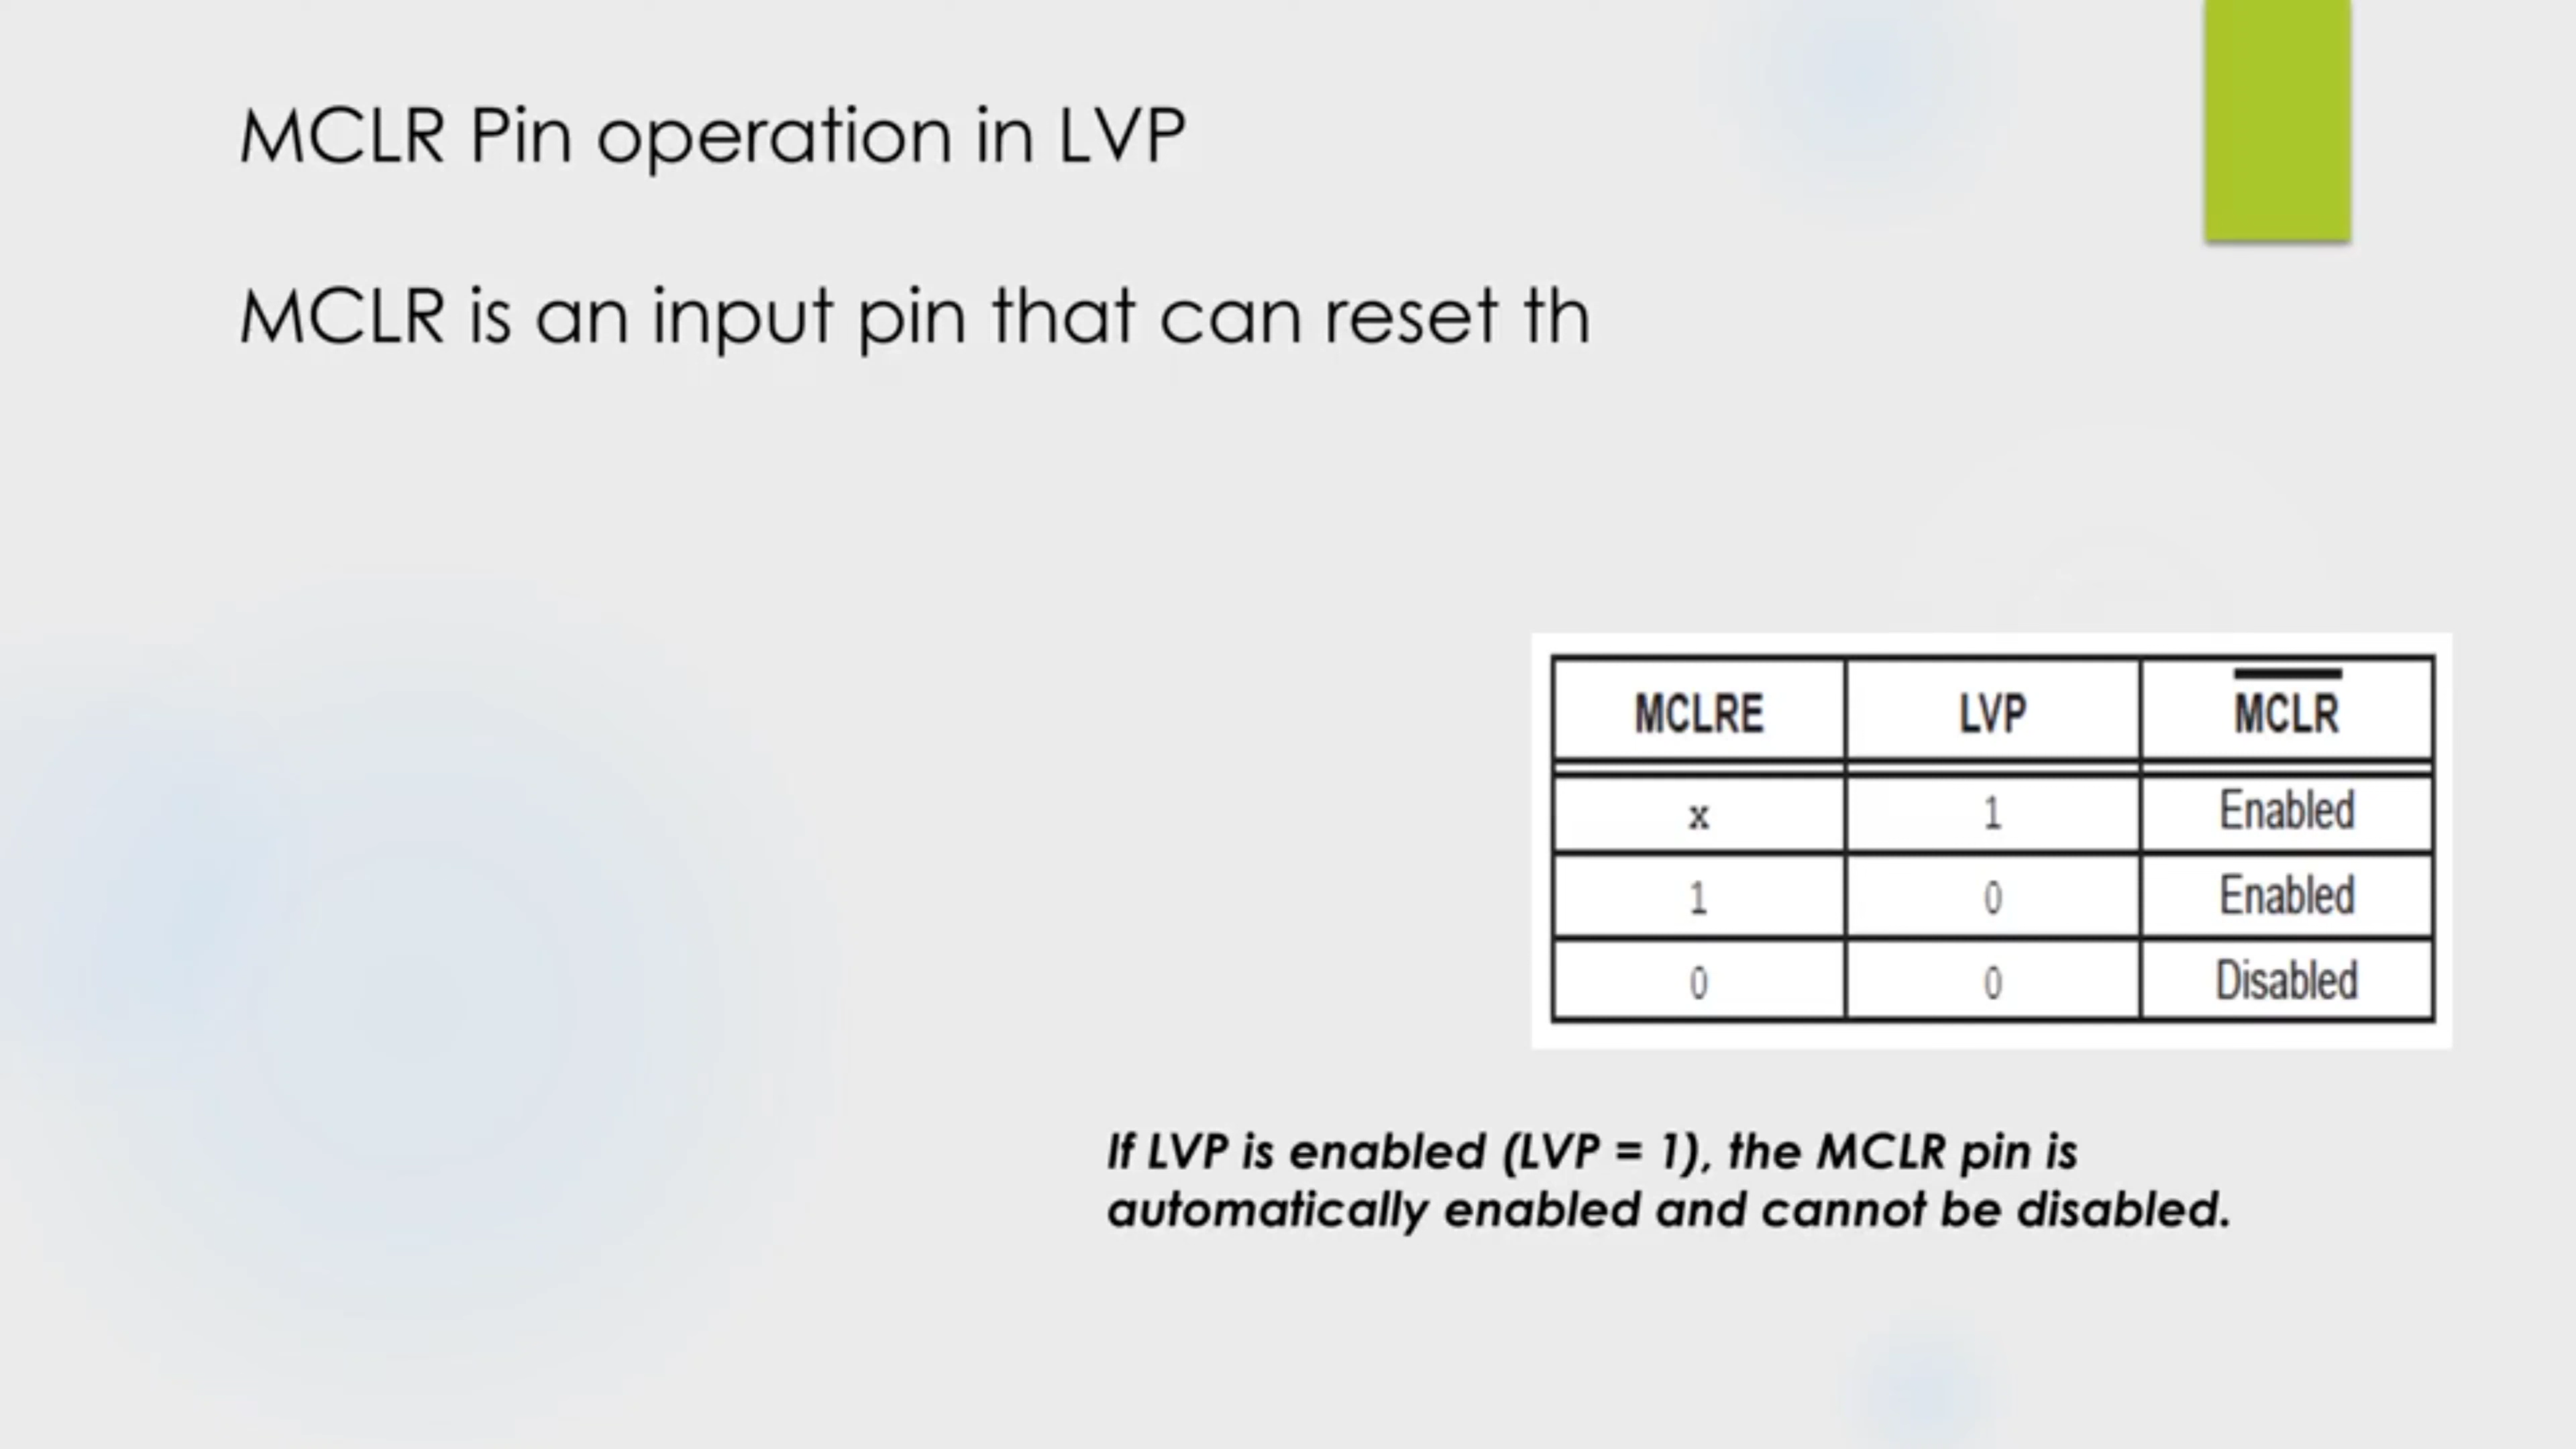 MCLR Pin operation in LVP
MCLR is an input pin that can reset th
MCLRE LVP MCLR
x 1 Enabled
1 0 Enabled
0 0 Disabled
If LVP is enabled (LVP = 1), the MCLR pin is
automatically enabled and cannot be disabled.